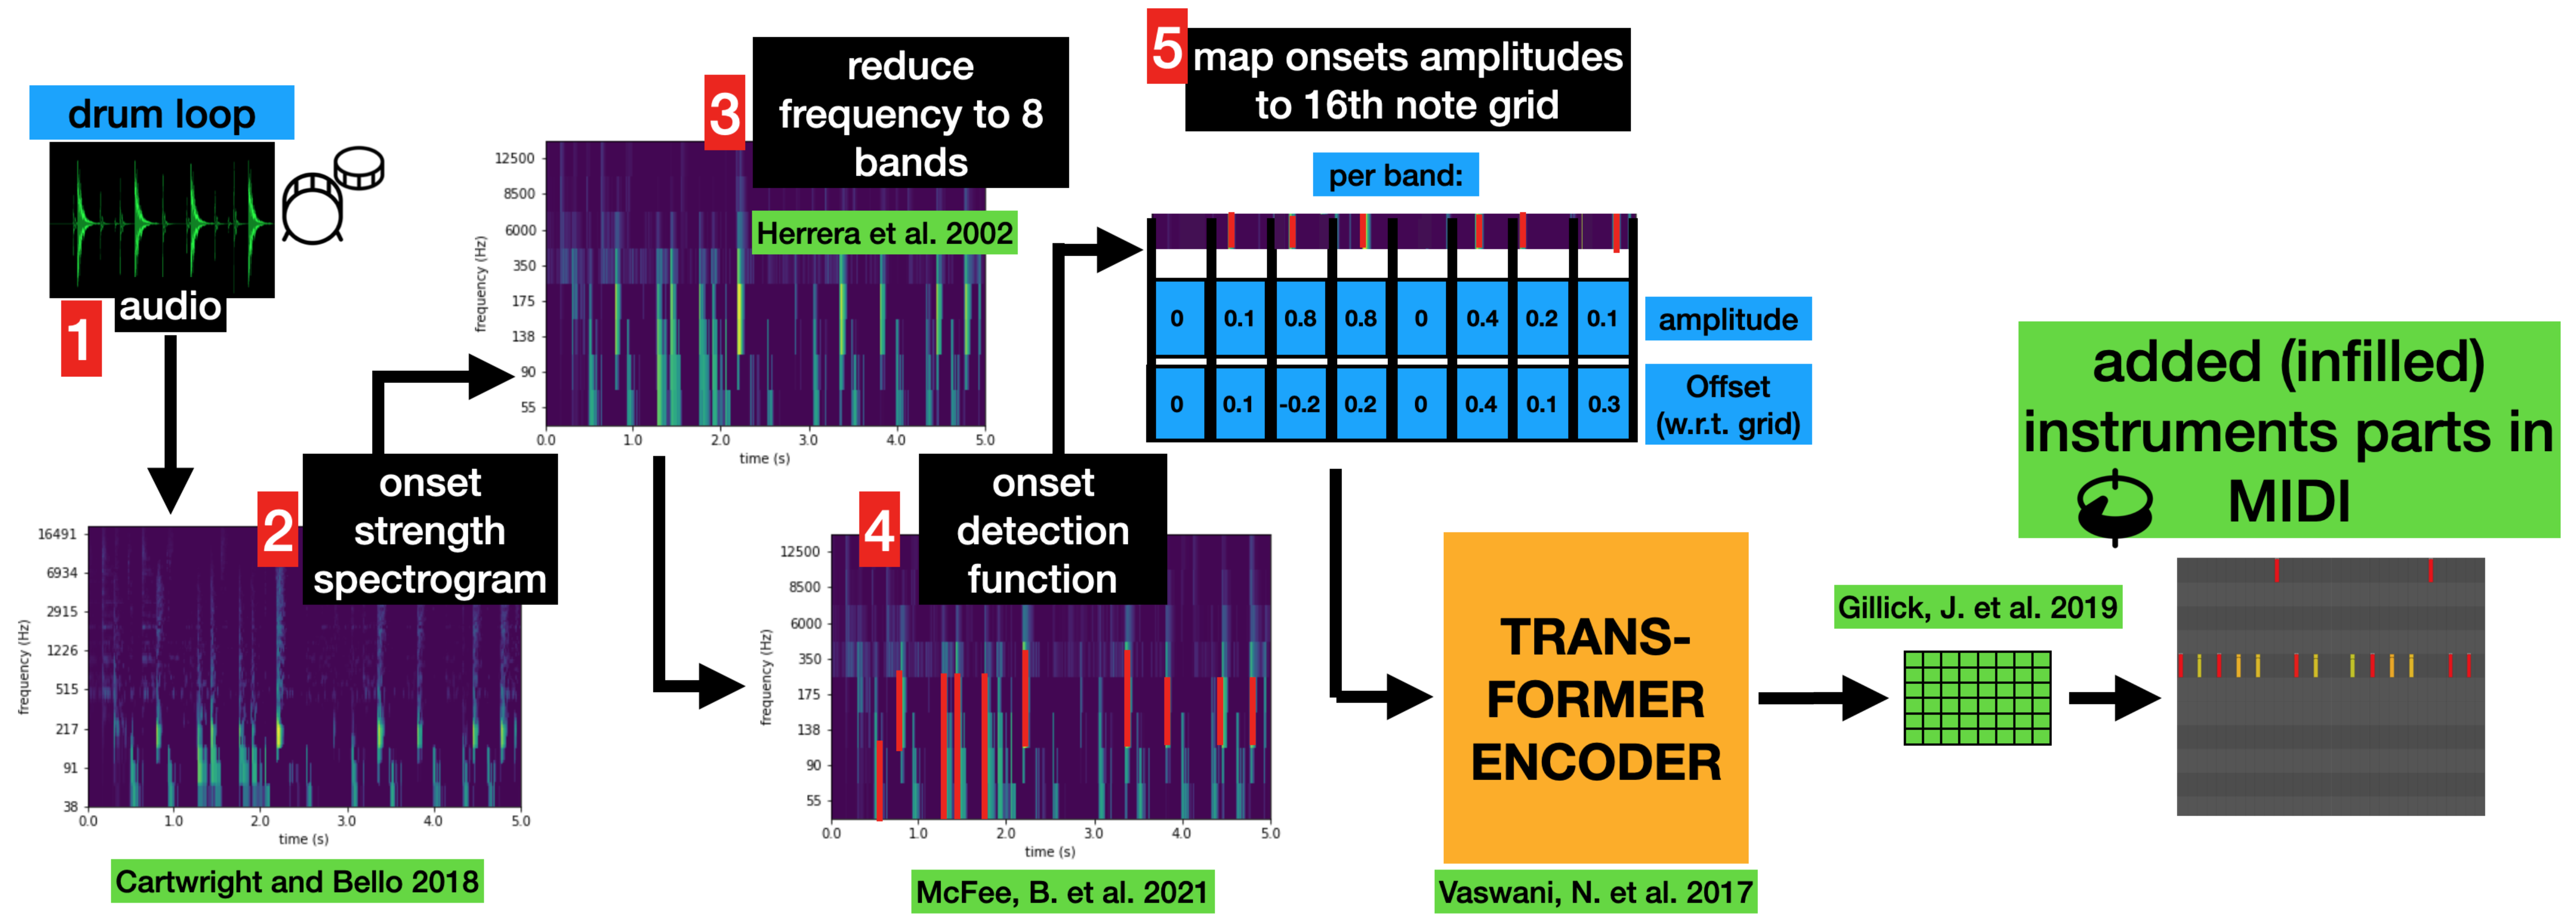 drum loop
audio
1
16491
6934
2915
1226
515
217
91
38
frequency (Hz)
0.0 1.0 2.0 3.0 4.0 5.0
time (s)
Cartwright and Bello 2018
2
onset
strength
spectrogram
3
reduce
frequency to 8
bands
Herrera et al. 2002
12500
8500
6000
350
175
138
90
55
frequency (Hz)
0.0 1.0 2.0 3.0 4.0 5.0
time (s)
4
onset
detection
function
12500
8500
6000
350
175
138
90
55
frequency (Hz)
0.0 1.0 2.0 3.0 4.0 5.0
time (s)
McFee, B. et al. 2021
5
map onsets amplitudes
to 16th note grid
per band:
0 0.1 0.8 0.8 0 0.4 0.2 0.1
amplitude
0 0.1 -0.2 0.2 0 0.4 0.1 0.3
Offset
(w.r.t. grid)
TRANS-
FORMER
ENCODER
Vaswani, N. et al. 2017
Gillick, J. et al. 2019
added (infilled)
instruments parts in
MIDI